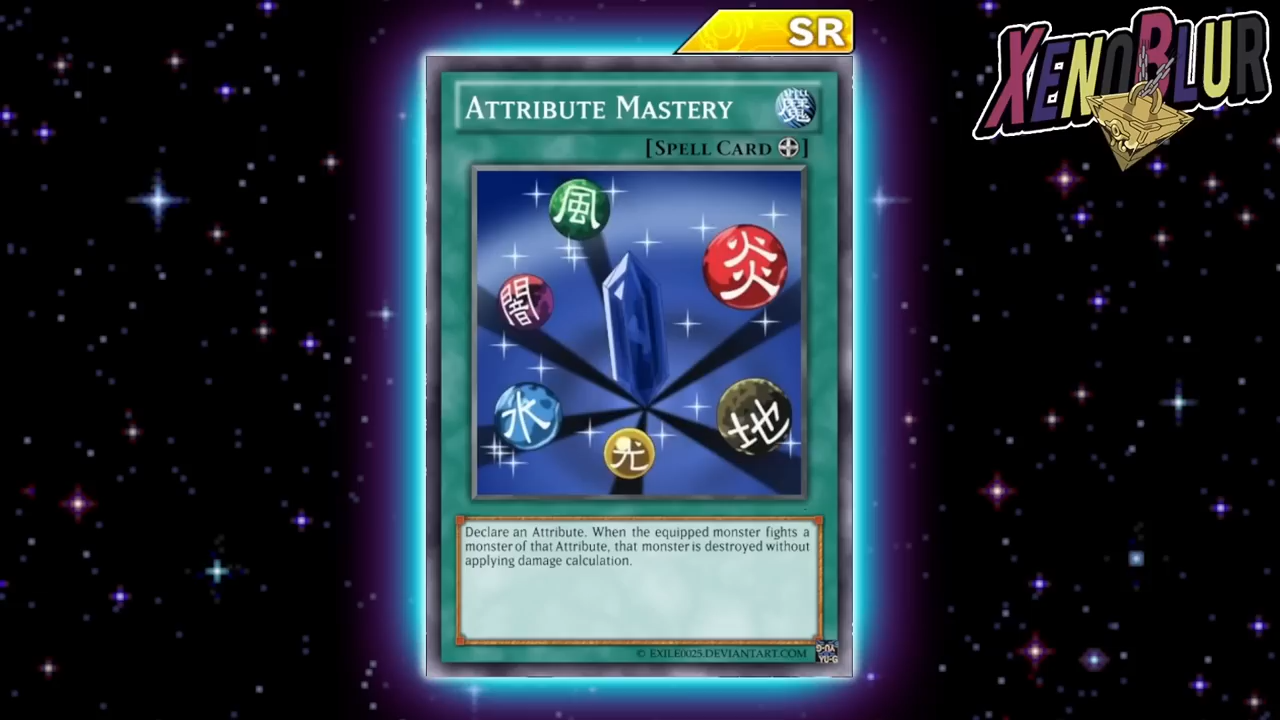 SR
XENOBLUR
ATTRIBUTE MASTERY 魔
[SPELL CARD]
風
炎
闇
水
地
光
Declare an Attribute. When the equipped monster fights a
monster of that Attribute, that monster is destroyed without
applying damage calculation.
© EXILE0025.DEVIANTART.COM